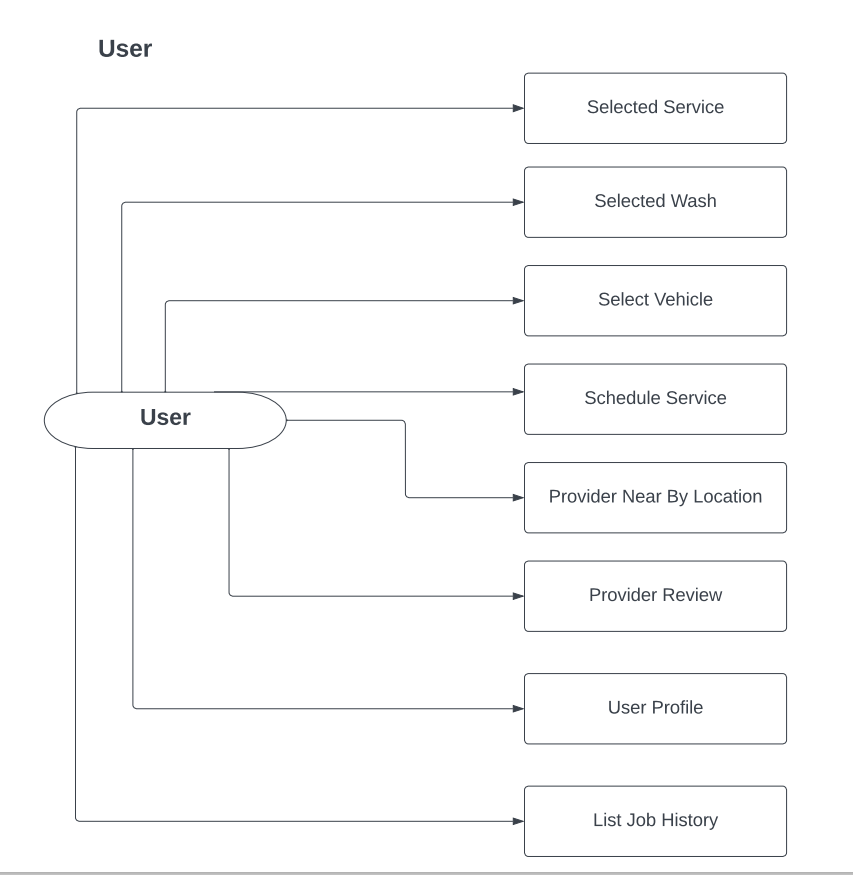 User
Selected Service
Selected Wash
Select Vehicle
Schedule Service
User
Provider Near By Location
Provider Review
User Profile
List Job History